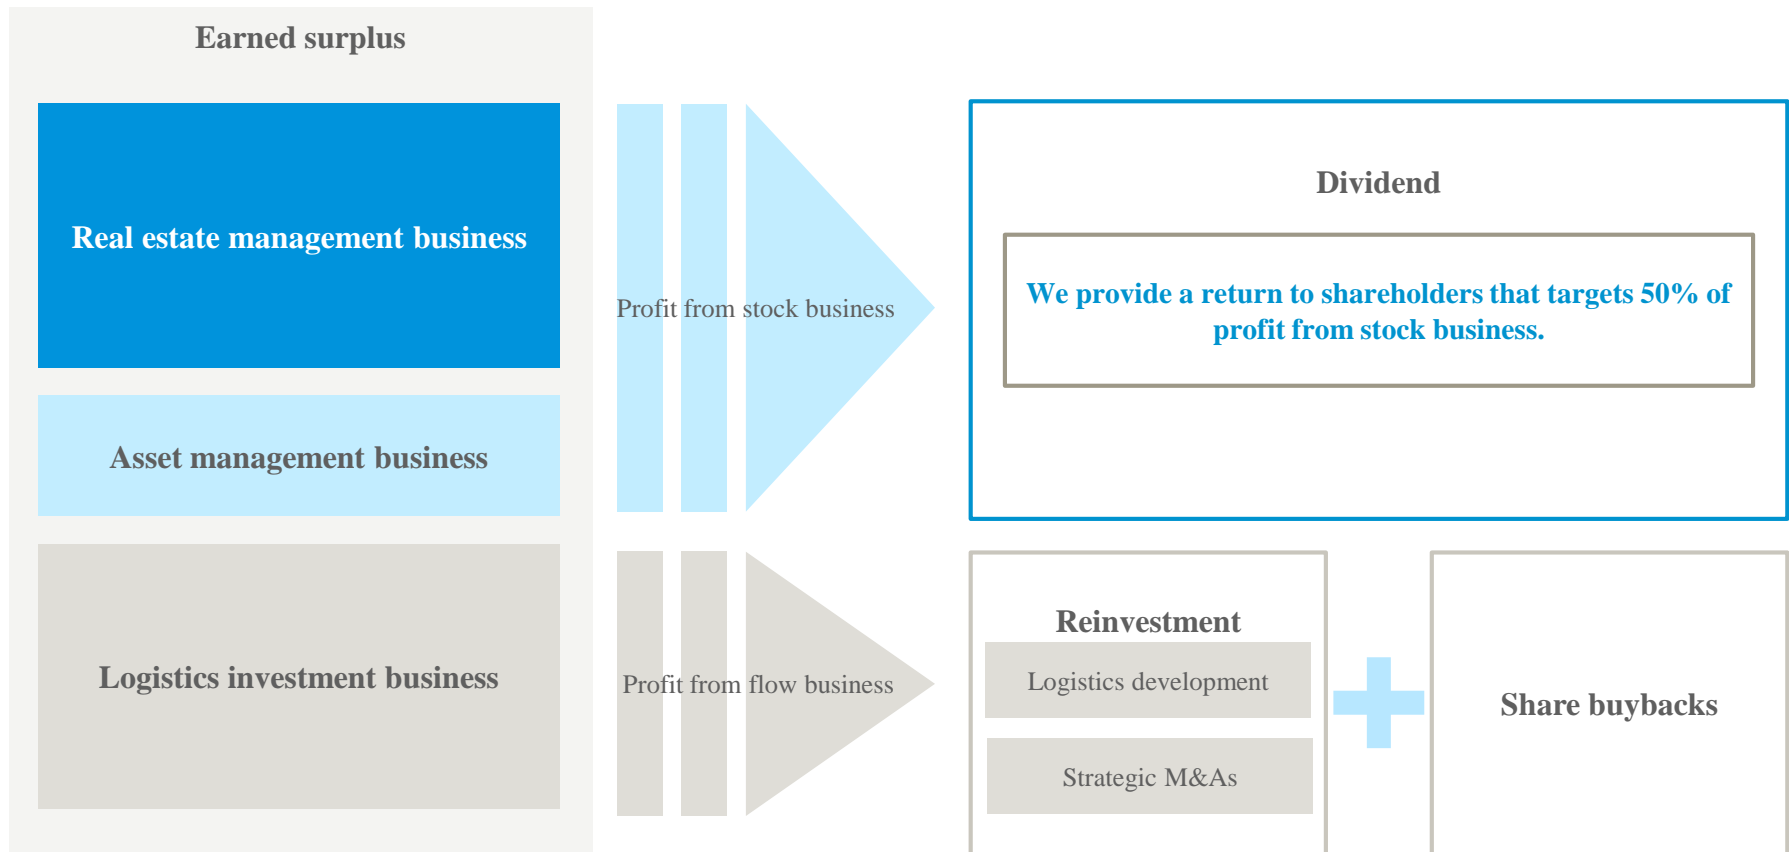 Earned surplus
Real estate management business
Asset management business
Logistics investment business
Profit from stock business
Profit from flow business
Dividend
We provide a return to shareholders that targets 50% of
profit from stock business.
Reinvestment
Logistics development
Strategic M&As
Share buybacks